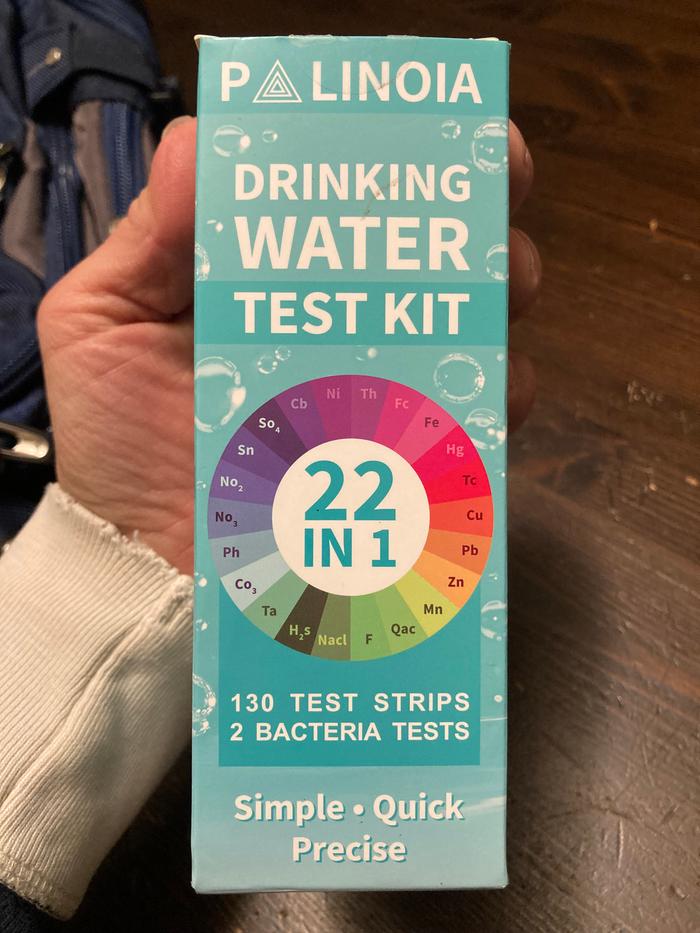 PALINOIA
DRINKING
WATER
TEST KIT
Ni
Th
Fc
Fe
Hg
Tc
Cu
Pb
Zn
Mn
Qac
F
Nacl
H₂s
Ta
Co₃
Ph
No₃
No₂
Sn
So₄
Cb
22
IN 1
130 TEST STRIPS
2 BACTERIA TESTS
Simple • Quick
Precise